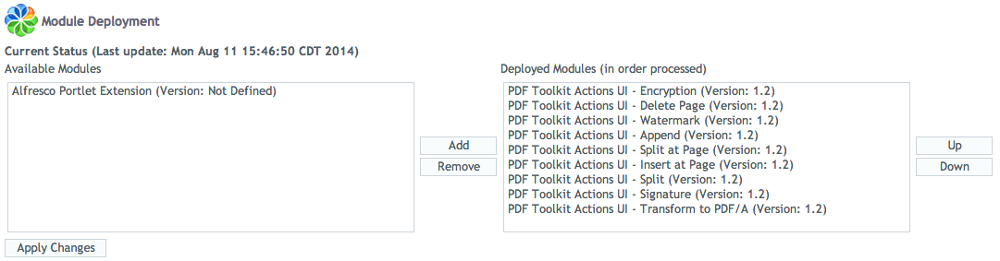 Module Deployment
Current Status (Last update: Mon Aug 11 15:46:50 CDT 2014)
Available Modules
Alfresco Portlet Extension (Version: Not Defined)
Add
Remove
Deployed Modules (in order processed)
PDF Toolkit Actions UI - Encryption (Version: 1.2)
PDF Toolkit Actions UI - Delete Page (Version: 1.2)
PDF Toolkit Actions UI - Watermark (Version: 1.2)
PDF Toolkit Actions UI - Append (Version: 1.2)
PDF Toolkit Actions UI - Split at Page (Version: 1.2)
PDF Toolkit Actions UI - Insert at Page (Version: 1.2)
PDF Toolkit Actions UI - Split (Version: 1.2)
PDF Toolkit Actions UI - Signature (Version: 1.2)
PDF Toolkit Actions UI - Transform to PDF/A (Version: 1.2)
Up
Down
Apply Changes